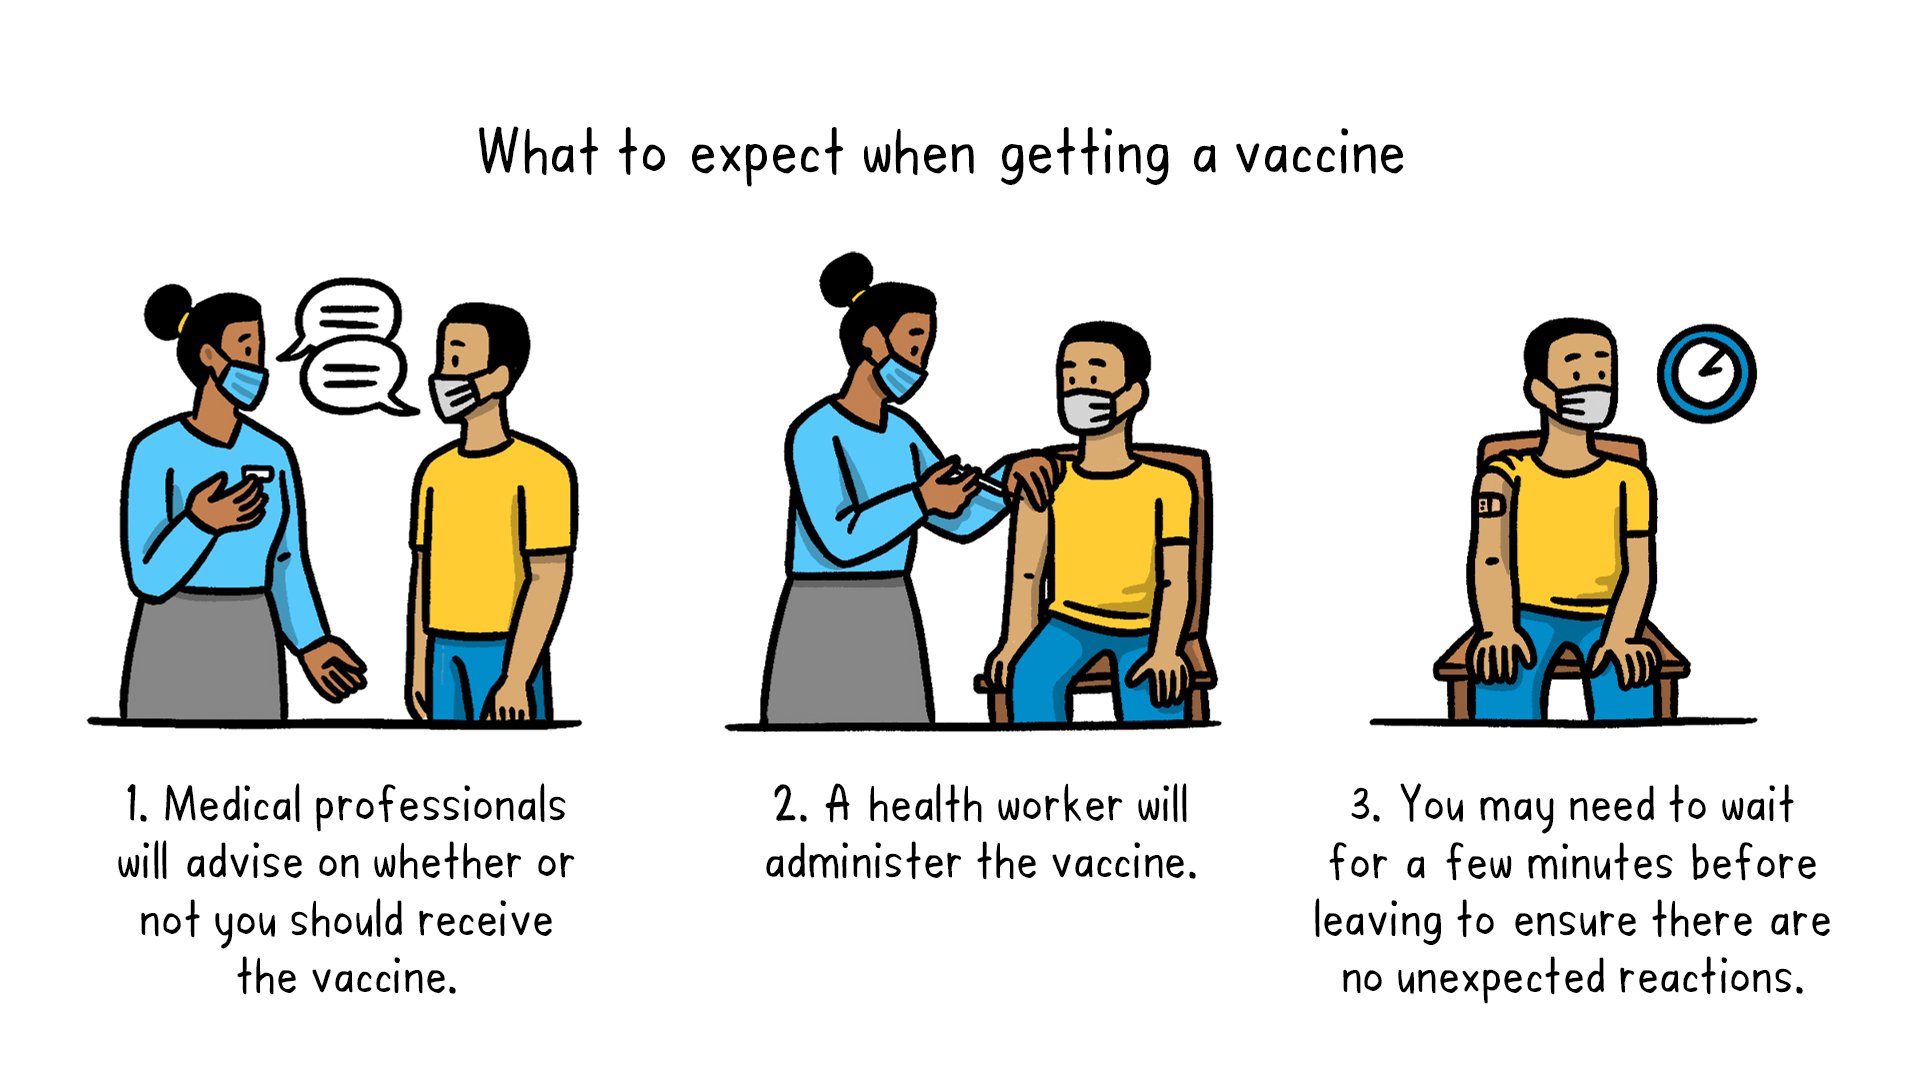 What to expect when getting a vaccine
1. Medical professionals
will advise on whether or
not you should receive
the vaccine.
2. A health worker will
administer the vaccine.
3. You may need to wait
for a few minutes before
leaving to ensure there are
no unexpected reactions.